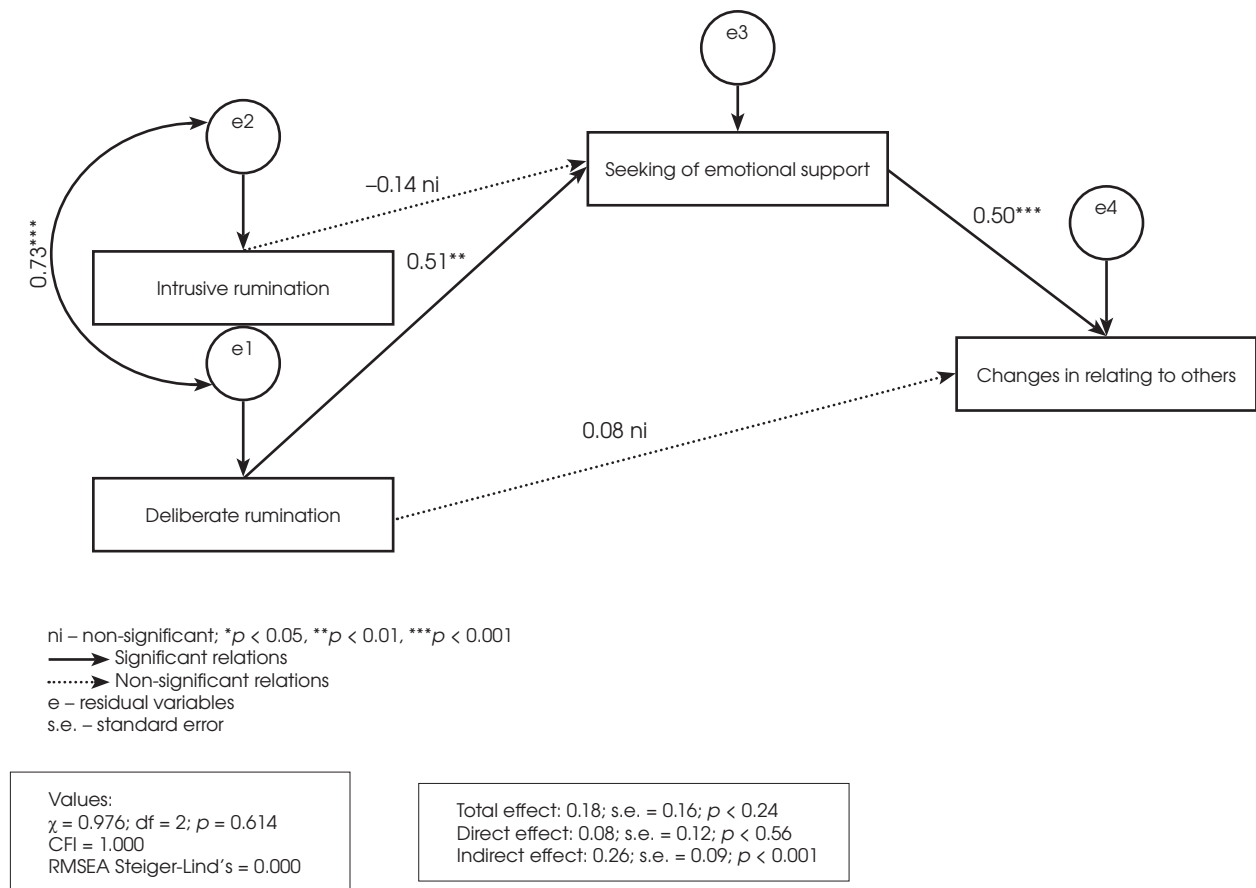 e3
e2
Seeking of emotional support
–0.14 ni
0.50***
e4
0.73***
0.51**
Intrusive rumination
e1
Changes in relating to others
0.08 ni
Deliberate rumination
ni – non-significant; *p < 0.05, **p < 0.01, ***p < 0.001
Significant relations
Non-significant relations
e – residual variables
s.e. – standard error
Values:
χ = 0.976; df = 2; p = 0.614
CFI = 1.000
RMSEA Steiger-Lind's = 0.000
Total effect: 0.18; s.e. = 0.16; p < 0.24
Direct effect: 0.08; s.e. = 0.12; p < 0.56
Indirect effect: 0.26; s.e. = 0.09; p < 0.001